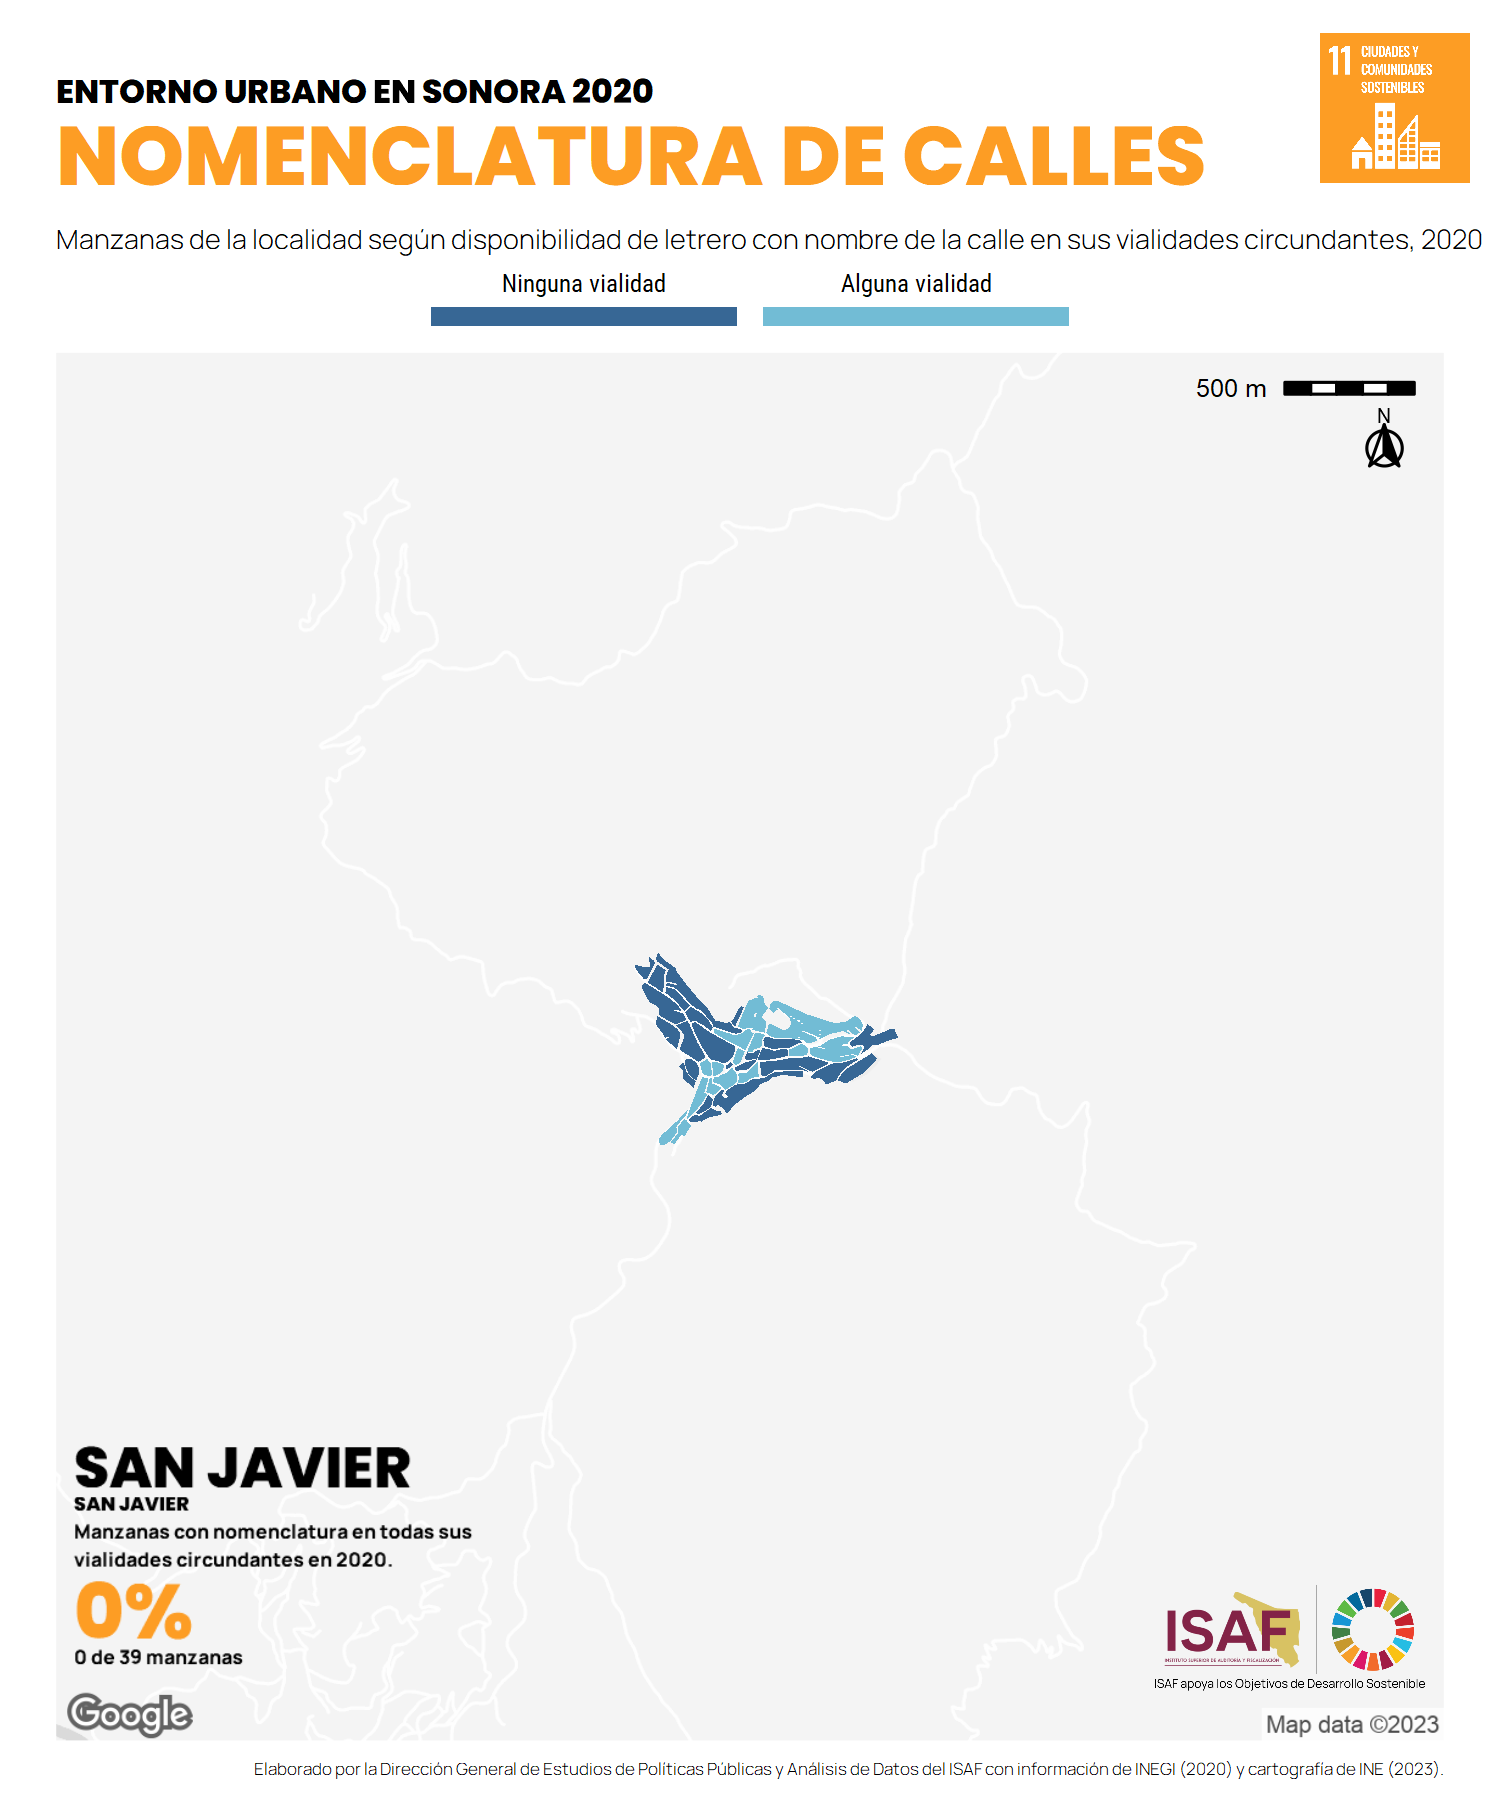 ENTORNO URBANO EN SONORA 2020
NOMENCLATURA DE CALLES
11 CIUDADES Y
COMUNIDADES
SOSTENIBLES
Manzanas de la localidad según disponibilidad de letrero con nombre de la calle en sus vialidades circundantes, 2020
Ninguna vialidad
Alguna vialidad
500 m
N
SAN JAVIER
SAN JAVIER
Manzanas con nomenclatura en todas sus
vialidades circundantes en 2020.
0%
0 de 39 manzanas
Google
ISAF
INSTITUTO SUPERIOR DE AUDITORÍA Y FISCALIZACIÓN
ISAF apoya los Objetivos de Desarrollo Sostenible
Map data ©2023
Elaborado por la Dirección General de Estudios de Políticas Públicas y Análisis de Datos del ISAF con información de INEGI (2020) y cartografía de INE (2023).